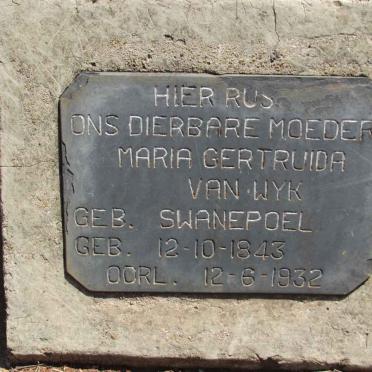 HIER RUS
ONS DIERBARE MOEDER
MARIA GERTRUIDA
VAN WYK
GEB. SWANEPOEL
GEB. 12-10-1843
OORL. 12-6-1932